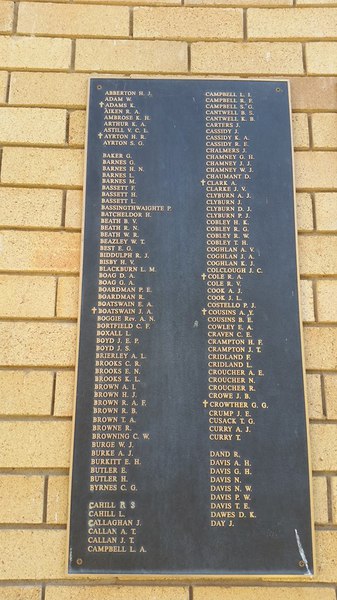 ABBERTON H. J.
ADAM W.
✝ ADAMS K.
AIKEN R. A.
AMBROSE K. H.
ARTHUR K. A.
ASTILL V. C. L.
✝ AYRTON H. R.
AYRTON S. G.
BAKER G.
BARNES G.
BARNES H. N.
BARNES L.
BARNES M.
BASSETT F.
BASSETT H.
BASSETT L.
BASSINGTHWAIGHTE P.
BATCHELDOR H.
BEATH B. V.
BEATH R. N.
BEATH W. R.
BEAZLEY W. T.
BEST E. G.
BIDDULPH R. J.
BISBY H. V.
BLACKBURN L. M.
BOAG D. A.
BOAG G. A.
BOARDMAN P. E.
BOARDMAN R.
BOATSWAIN E. A.
✝ BOATSWAIN J. A.
BOGGIE Rev. A. N.
BORTFIELD C. F.
BOXALL L.
BOYD J. E. P.
BOYD J. S.
BRIERLEY A. L.
BROOKS C. R.
BROOKS E. N.
BROOKS K. L.
BROWN A. I.
BROWN H. J.
BROWN R. A. F.
BROWN R. B.
BROWN T. A.
BROWNE R.
BROWNING C. W.
BURGE W. J.
BURKE A. J.
BURKITT E. H.
BUTLER E.
BUTLER H.
BYRNES C. G.
CAHILL R S
CAHILL L.
CALLAGHAN J.
CALLAN A. T.
CALLAN J. T.
CAMPBELL L. A.
CAMPBELL L. I.
CAMPBELL R. F.
CAMPBELL S. G.
CANTWELL B. S.
CANTWELL K. B.
CARTERS J.
CASSIDY J.
CASSIDY K. A.
CASSIDY R. E.
CHALMERS J.
CHAMNEY G. H.
CHAMNEY J. J.
CHAMNEY W. J.
CHAUMANT D.
✝ CLARK A.
CLARKE J. V.
CLYBURN A. J.
CLYBURN J.
CLYBURN D. J.
CLYBURN P. J.
COBLEY H. K.
COBLEY R. G.
COBLEY R. W.
COBLEY T. H.
COGHLAN A. V.
COGHLAN J. A.
COGHLAN K. J.
COLCLOUGH J. C.
✝ COLE R. A.
COLE R. V.
COOK A. J.
COOK J. L.
COSTELLO P. J.
✝ COUSINS A. Y.
COUSINS B. E.
COWLEY E. A.
CRAVEN C. E.
CRAMPTON H. F.
CRAMPTON J. T.
CRIDLAND F.
CRIDLAND L.
CROUCHER A. E.
CROUCHER N.
CROUCHER R.
CROWE J. B.
✝ CROWTHER G. G.
CRUMP J. E.
CUSACK T. G.
CURRY A. J.
CURRY T.
DAND R.
DAVIS A. H.
DAVIS G. H.
DAVIS N.
DAVIS N. W.
DAVIS P. W.
DAVIS T. E.
DAWES D. K.
DAY J.